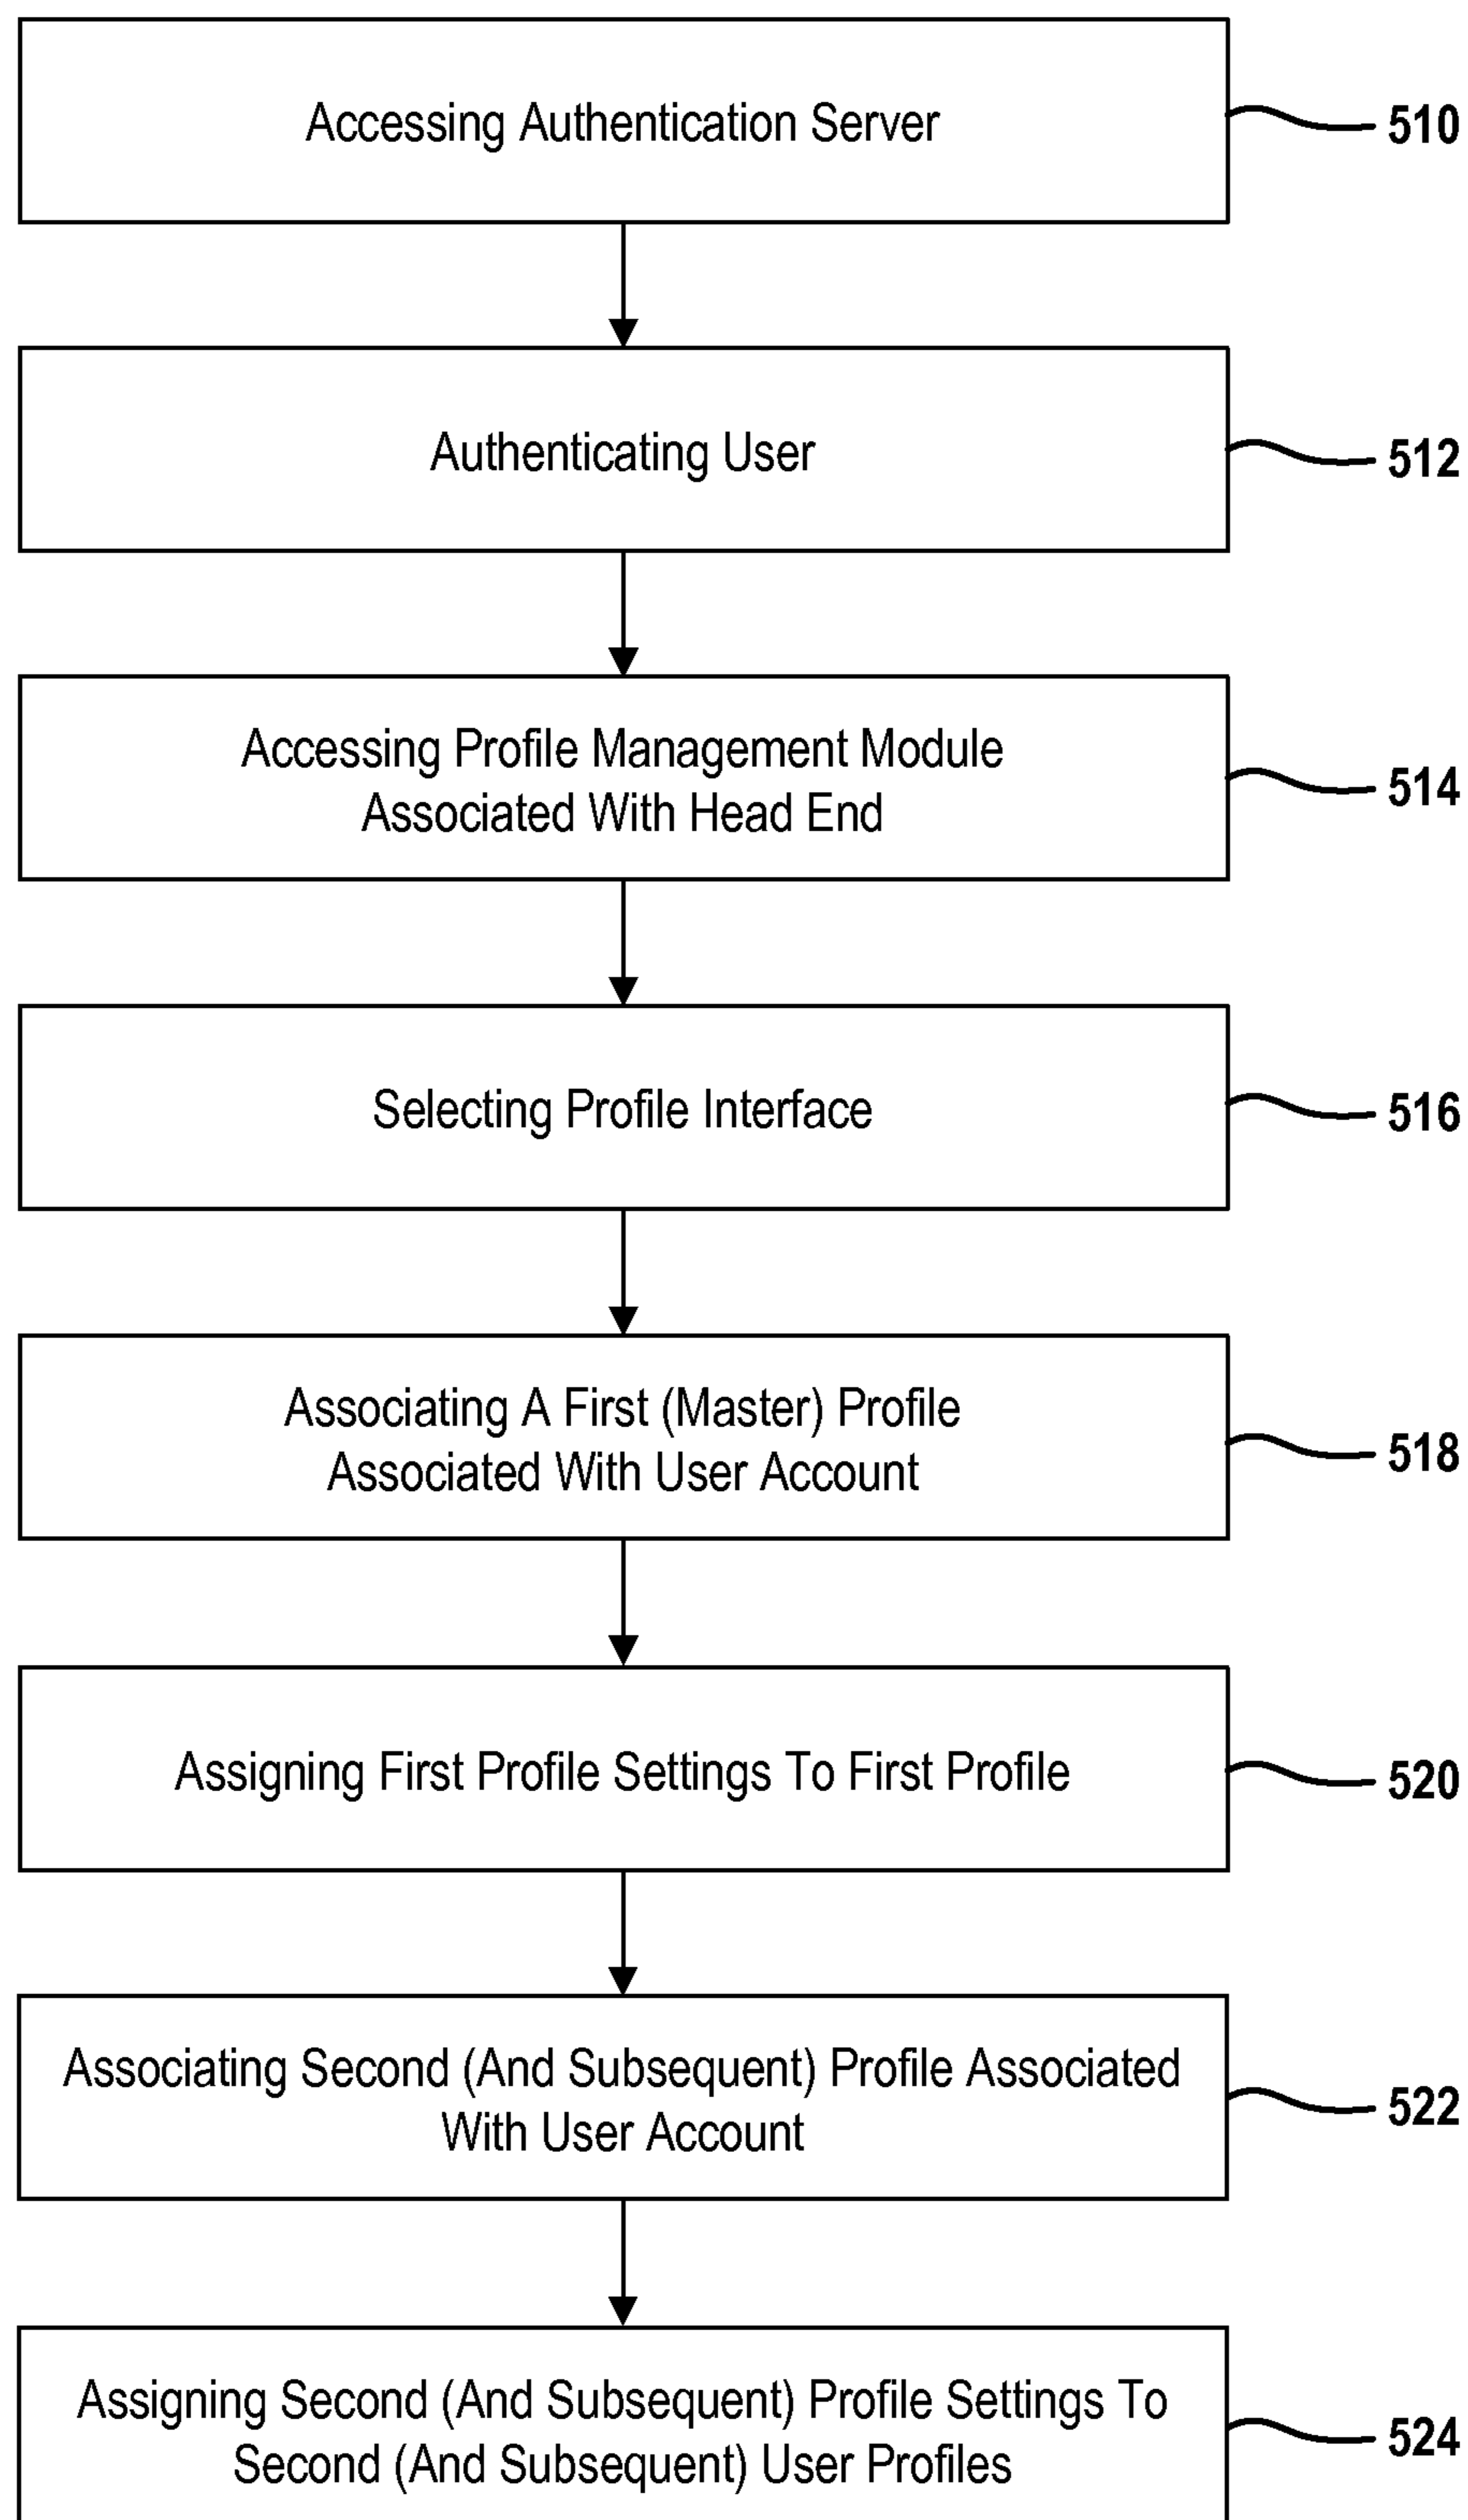 Accessing Authentication Server
510
Authenticating User
512
Accessing Profile Management Module
Associated With Head End
514
Selecting Profile Interface
516
Associating A First (Master) Profile
Associated With User Account
518
Assigning First Profile Settings To First Profile
520
Associating Second (And Subsequent) Profile Associated
With User Account
522
Assigning Second (And Subsequent) Profile Settings To
Second (And Subsequent) User Profiles
524